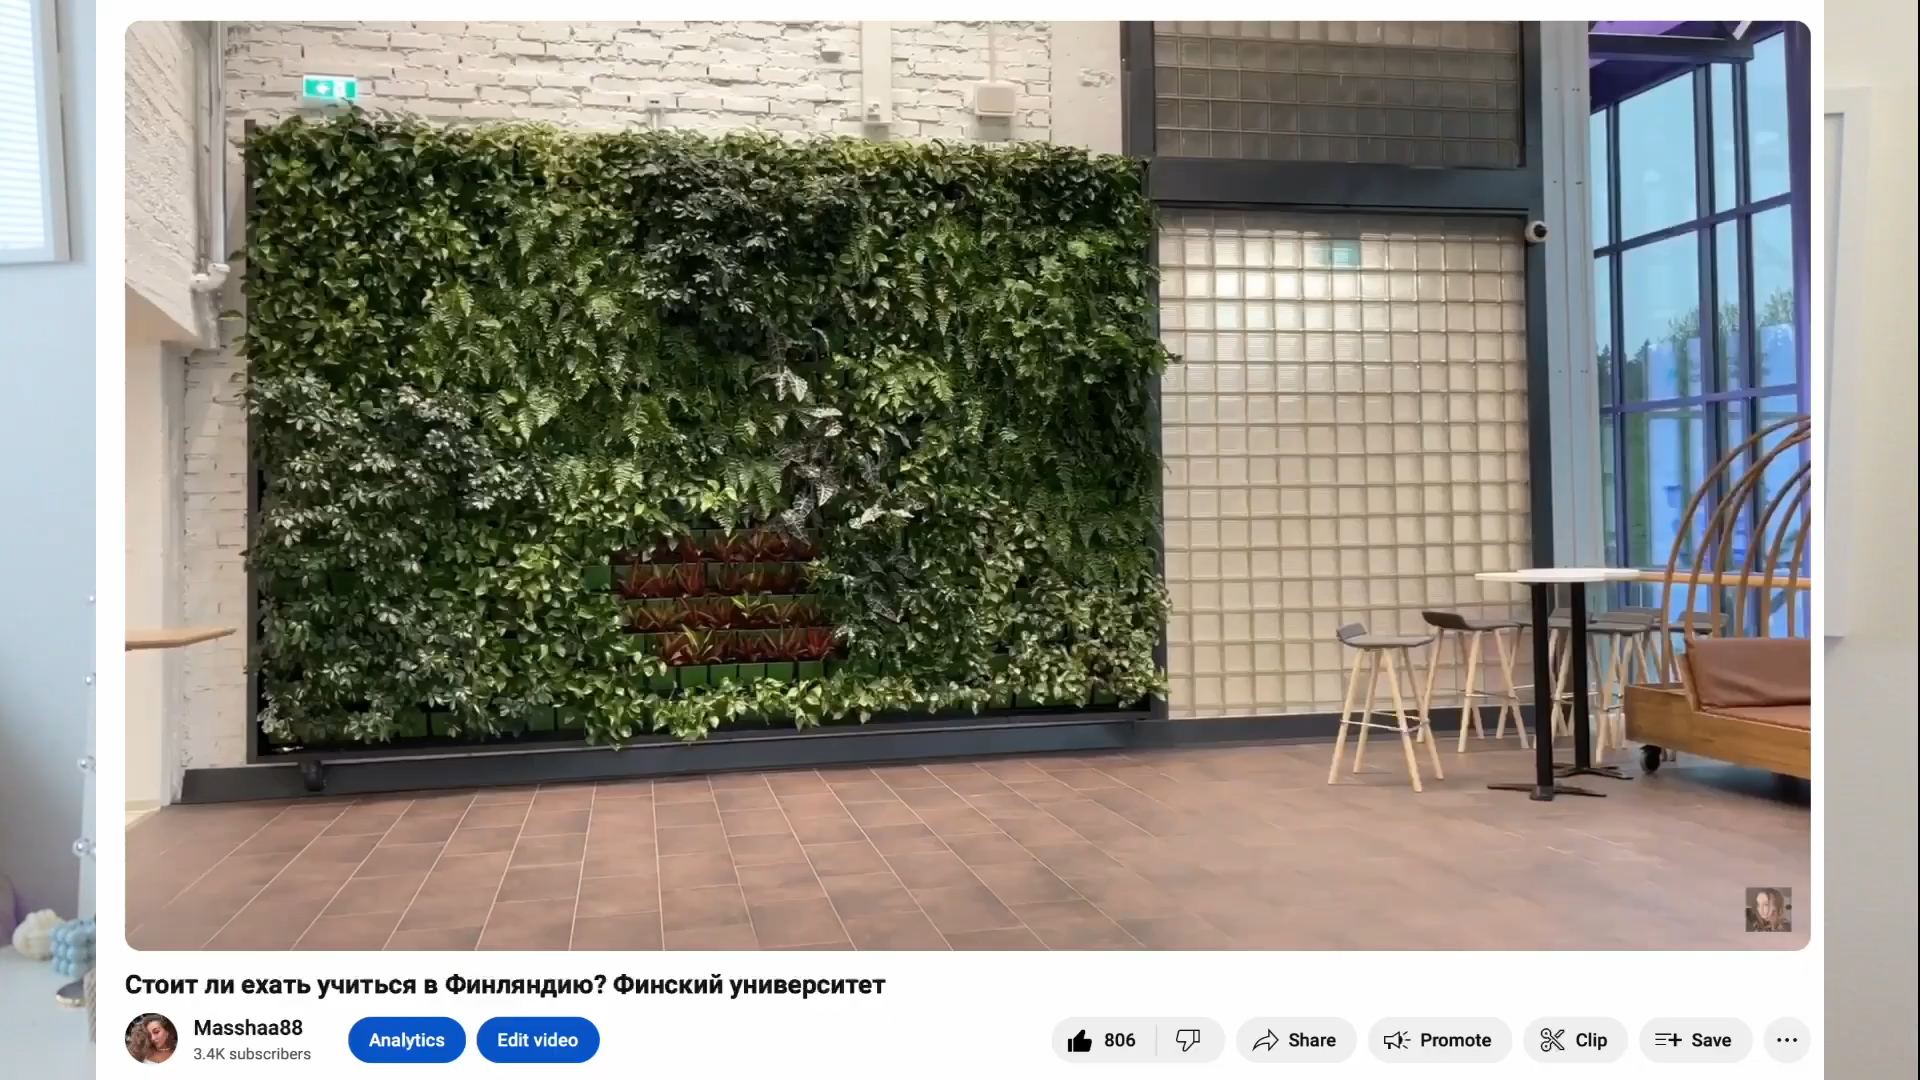 Стоит ли ехать учиться в Финляндию? Финский университет
Masshaa88
3.4K subscribers
Analytics
Edit video
806
Share
Promote
Clip
Save